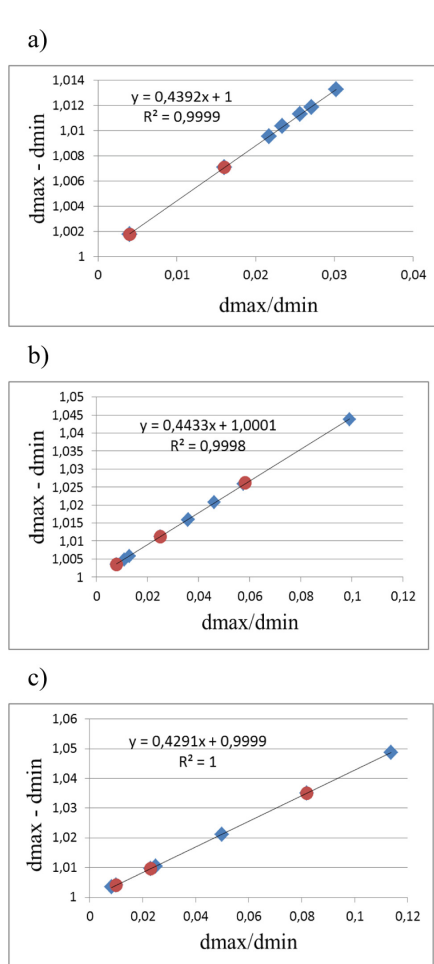 a)
1,014
1,012
1,01
1,008
1,006
1,004
1,002
1
y = 0,4392x + 1
R² = 0,9999
0 0,01 0,02 0,03 0,04
dmax - dmin
dmax/dmin
b)
1,05
1,045
1,04
1,035
1,03
1,025
1,02
1,015
1,01
1,005
1
y = 0,4433x + 1,0001
R² = 0,9998
0 0,02 0,04 0,06 0,08 0,1 0,12
dmax - dmin
dmax/dmin
c)
1,06
1,05
1,04
1,03
1,02
1,01
1
y = 0,4291x + 0,9999
R² = 1
0 0,02 0,04 0,06 0,08 0,1 0,12
dmax - dmin
dmax/dmin